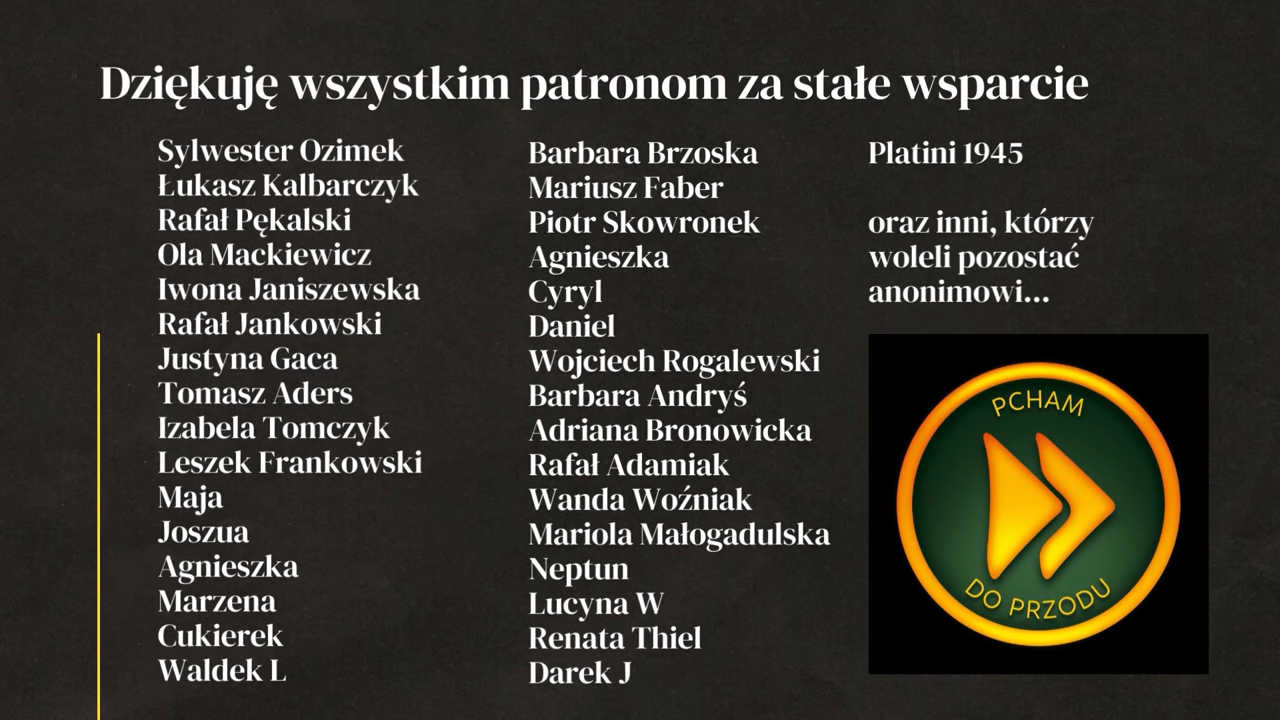 Dziękuję wszystkim patronom za stałe wsparcie
Sylwester Ozimek
Łukasz Kalbarczyk
Rafał Pękalski
Ola Mackiewicz
Iwona Janiszewska
Rafał Jankowski
Justyna Gaca
Tomasz Aders
Izabela Tomczyk
Leszek Frankowski
Maja
Joszua
Agnieszka
Marzena
Cukierek
Waldek L
Barbara Brzoska
Mariusz Faber
Piotr Skowronek
Agnieszka
Cyryl
Daniel
Wojciech Rogalewski
Barbara Andryś
Adriana Bronowicka
Rafał Adamiak
Wanda Woźniak
Mariola Małogadulska
Neptun
Lucyna W
Renata Thiel
Darek J
Platini 1945
oraz inni, którzy
woleli pozostać
anonimowi...
PCHAM
DO PRZODU